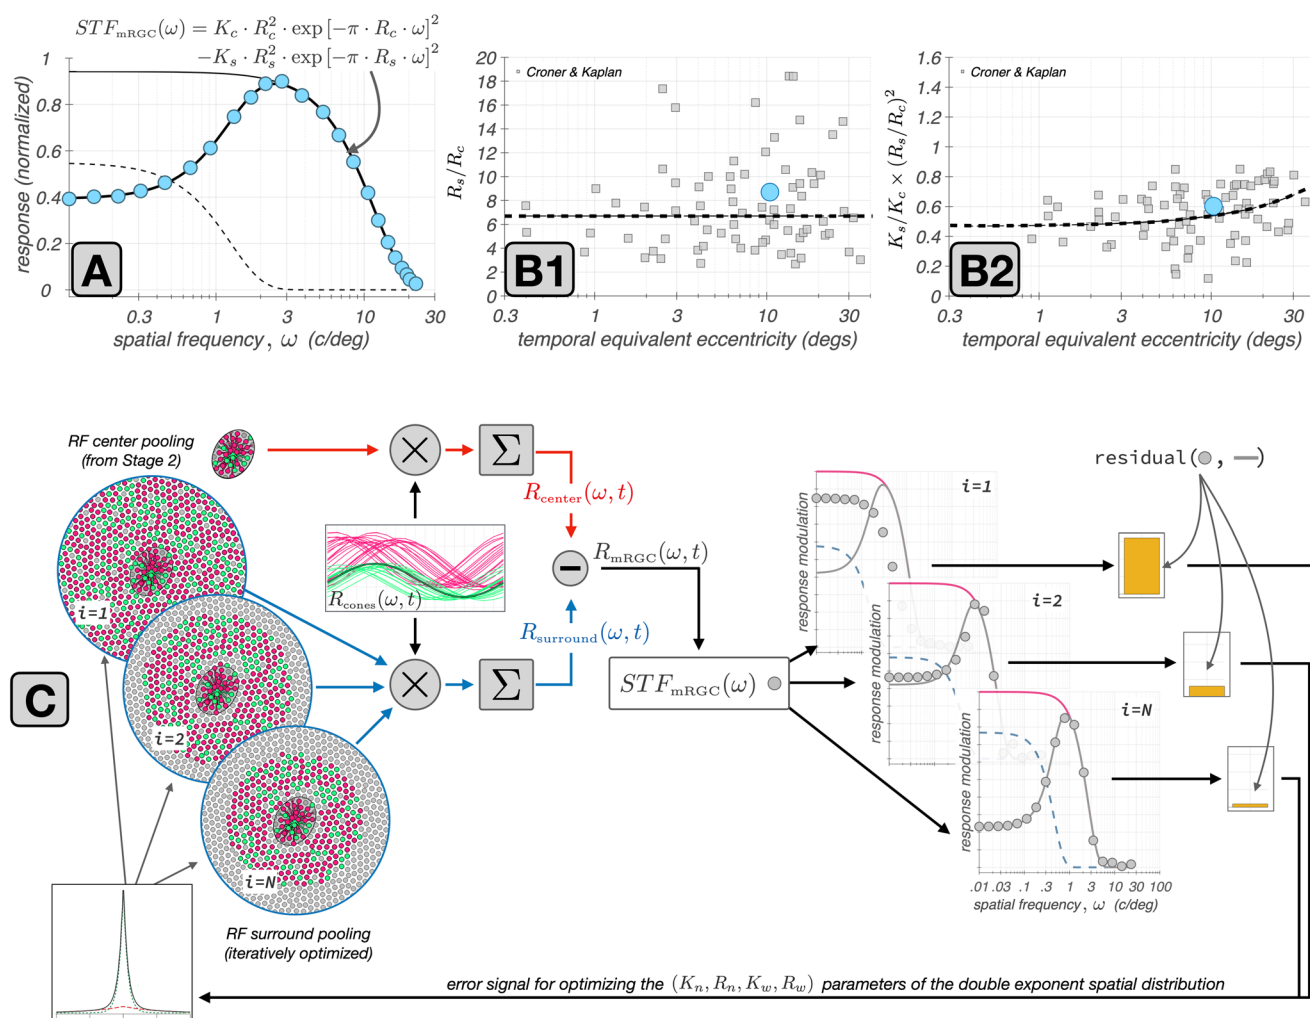 STF_mRGC(ω) = K_c · R_c^2 · exp [−π · R_c · ω]^2
−K_s · R_s^2 · exp [−π · R_s · ω]^2
response (normalized)
1
0.8
0.6
0.4
0.2
0
A
0.3 1 3 10 30
spatial frequency, ω (c/deg)
R_s/R_c
20
18
16
14
12
10
8
6
4
2
0
Croner & Kaplan
B1
0.3 1 3 10 30
temporal equivalent eccentricity (degs)
K_s/K_c × (R_s/R_c)^2
1.6
1.4
1.2
1.0
0.8
0.6
0.4
0.2
0
Croner & Kaplan
B2
0.3 1 3 10 30
temporal equivalent eccentricity (degs)
C
RF center pooling
(from Stage 2)
×
Σ
R_center(ω, t)
R_cones(ω, t)
−
R_mRGC(ω, t)
R_surround(ω, t)
×
Σ
STF_mRGC(ω)
i=1
i=2
i=N
RF surround pooling
(iteratively optimized)
residual( , )
response modulation
i=1
response modulation
i=2
response modulation
i=N
.01 .03 .1 .3 1 3 10 30 100
spatial frequency, ω (c/deg)
error signal for optimizing the (K_n, R_n, K_w, R_w) parameters of the double exponent spatial distribution